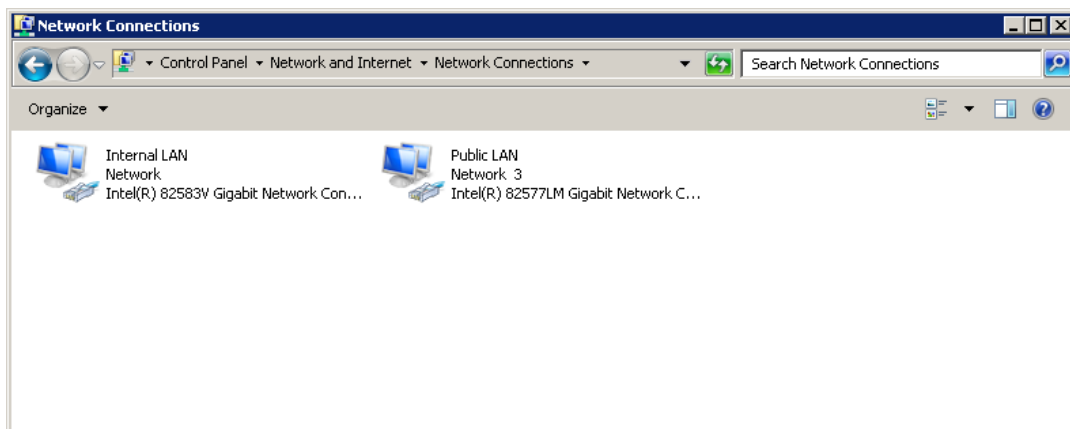 Network Connections
Control Panel Network and Internet Network Connections
Search Network Connections
Organize
Internal LAN
Network
Intel(R) 82583V Gigabit Network Con...
Public LAN
Network 3
Intel(R) 82577LM Gigabit Network C...